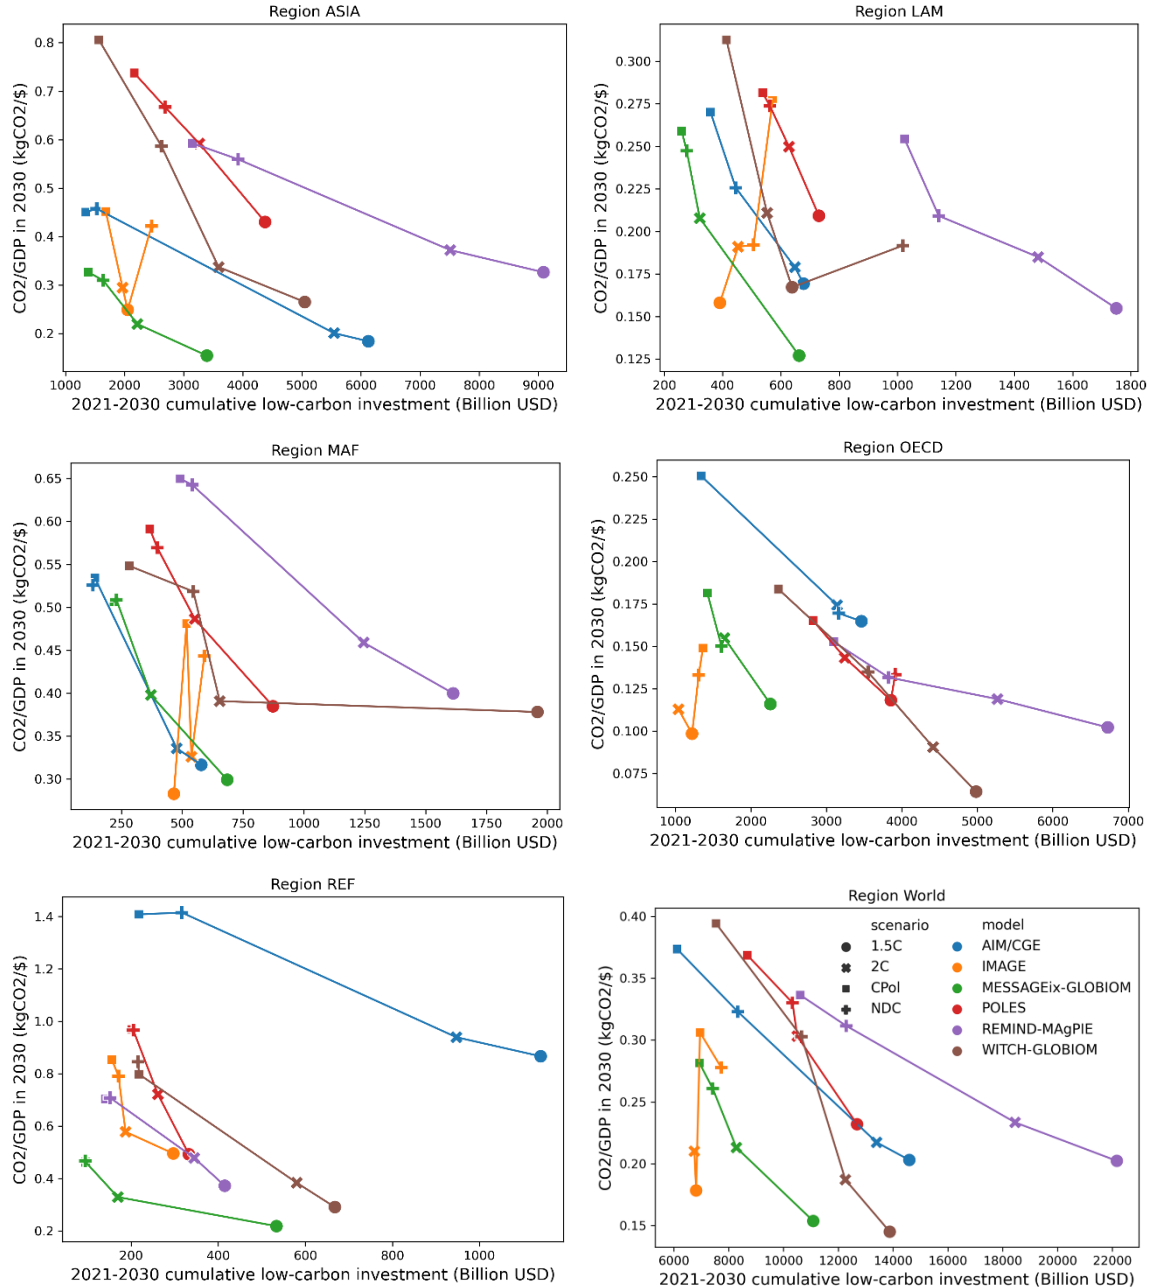 Region ASIA
CO2/GDP in 2030 (kgCO2/$)
0.8
0.7
0.6
0.5
0.4
0.3
0.2
1000 2000 3000 4000 5000 6000 7000 8000 9000
2021-2030 cumulative low-carbon investment (Billion USD)
Region LAM
CO2/GDP in 2030 (kgCO2/$)
0.300
0.275
0.250
0.225
0.200
0.175
0.150
0.125
200 400 600 800 1000 1200 1400 1600 1800
2021-2030 cumulative low-carbon investment (Billion USD)
Region MAF
CO2/GDP in 2030 (kgCO2/$)
0.65
0.60
0.55
0.50
0.45
0.40
0.35
0.30
250 500 750 1000 1250 1500 1750 2000
2021-2030 cumulative low-carbon investment (Billion USD)
Region OECD
CO2/GDP in 2030 (kgCO2/$)
0.250
0.225
0.200
0.175
0.150
0.125
0.100
0.075
1000 2000 3000 4000 5000 6000 7000
2021-2030 cumulative low-carbon investment (Billion USD)
Region REF
CO2/GDP in 2030 (kgCO2/$)
1.4
1.2
1.0
0.8
0.6
0.4
0.2
200 400 600 800 1000
2021-2030 cumulative low-carbon investment (Billion USD)
Region World
CO2/GDP in 2030 (kgCO2/$)
0.40
0.35
0.30
0.25
0.20
0.15
6000 8000 10000 12000 14000 16000 18000 20000 22000
2021-2030 cumulative low-carbon investment (Billion USD)
scenario
1.5C
2C
CPol
NDC
model
AIM/CGE
IMAGE
MESSAGEix-GLOBIOM
POLES
REMIND-MAgPIE
WITCH-GLOBIOM